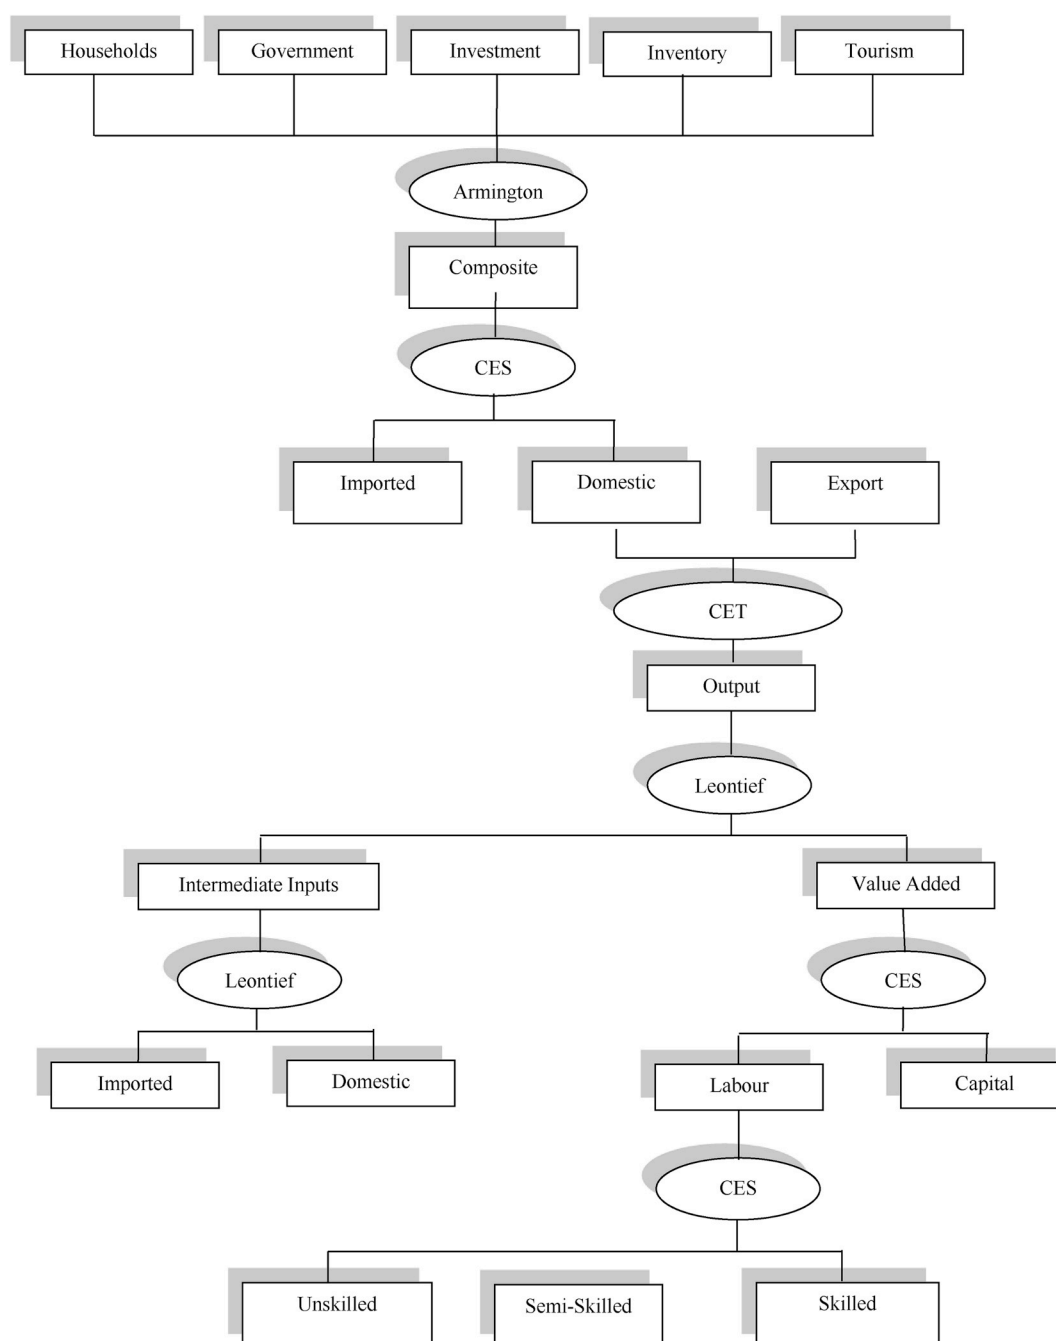 Households
Government
Investment
Inventory
Tourism
Armington
Composite
CES
Imported
Domestic
Export
CET
Output
Leontief
Intermediate Inputs
Value Added
Leontief
CES
Imported
Domestic
Labour
Capital
CES
Unskilled
Semi-Skilled
Skilled